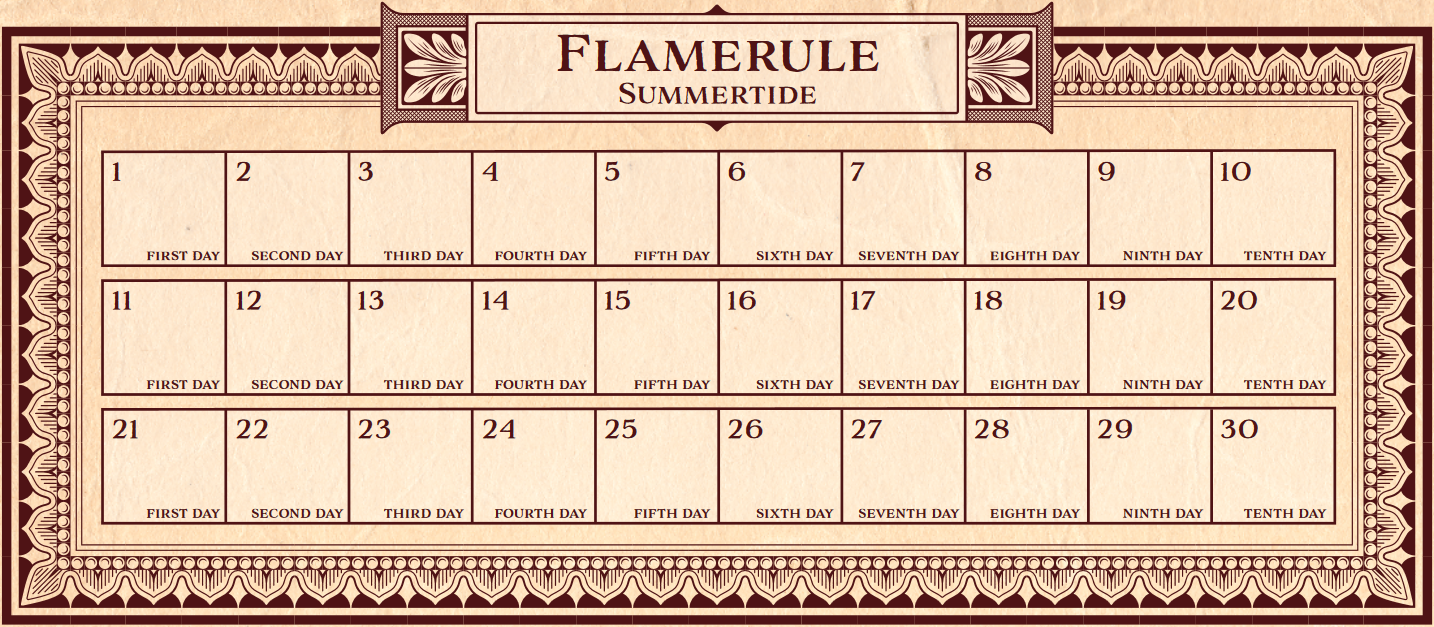 Flamerule
Summertide
1 2 3 4 5 6 7 8 9 10
First Day Second Day Third Day Fourth Day Fifth Day Sixth Day Seventh Day Eighth Day Ninth Day Tenth Day
11 12 13 14 15 16 17 18 19 20
First Day Second Day Third Day Fourth Day Fifth Day Sixth Day Seventh Day Eighth Day Ninth Day Tenth Day
21 22 23 24 25 26 27 28 29 30
First Day Second Day Third Day Fourth Day Fifth Day Sixth Day Seventh Day Eighth Day Ninth Day Tenth Day